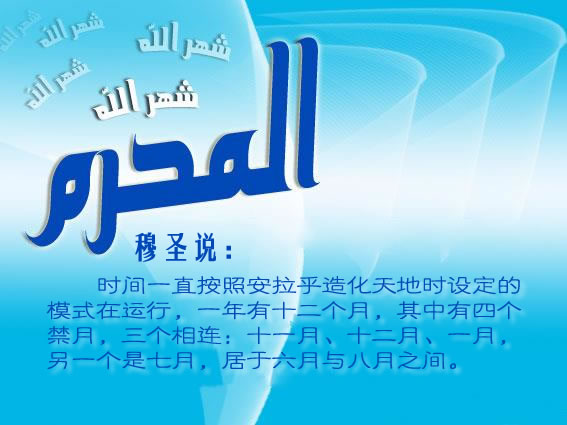 شهر الله
شهر الله
شهر الله
شهر الله
شهر الله
المحرم
穆圣说：
时间一直按照安拉乎造化天地时设定的
模式在运行，一年有十二个月，其中有四个
禁月，三个相连：十一月、十二月、一月，
另一个是七月，居于六月与八月之间。